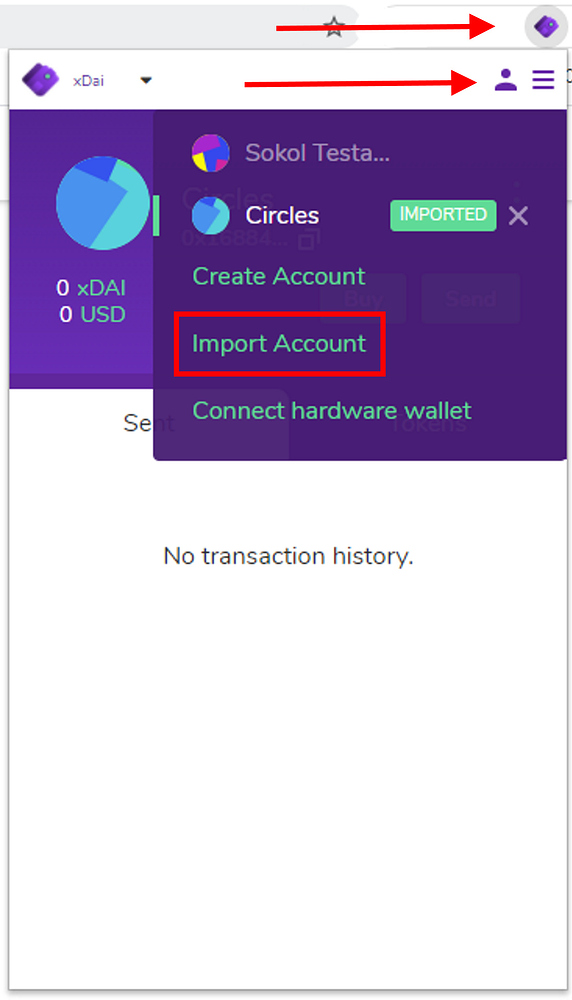 xDai
Sokol Testa...
Circles
IMPORTED
Circles
0x16884...
0 xDAI
0 USD
Create Account
Buy
Send
Import Account
Connect hardware wallet
Sent
Tokens
No transaction history.